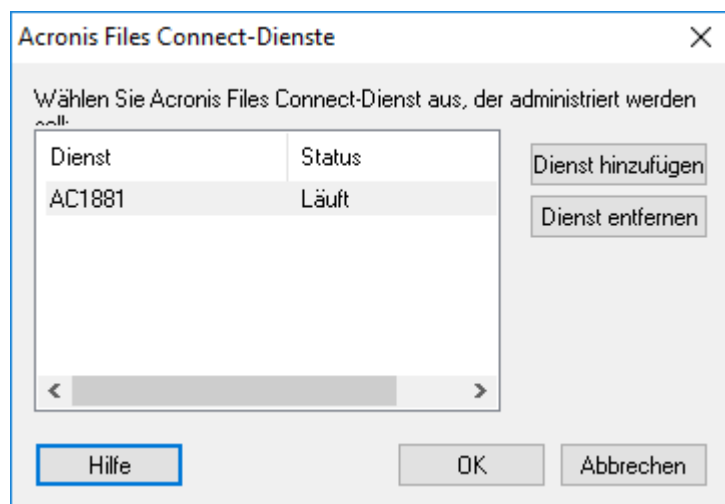 Acronis Files Connect-Dienste
Wählen Sie Acronis Files Connect-Dienst aus, der administriert werden
soll:
Dienst Status
AC1881 Läuft
Dienst hinzufügen
Dienst entfernen
Hilfe OK Abbrechen